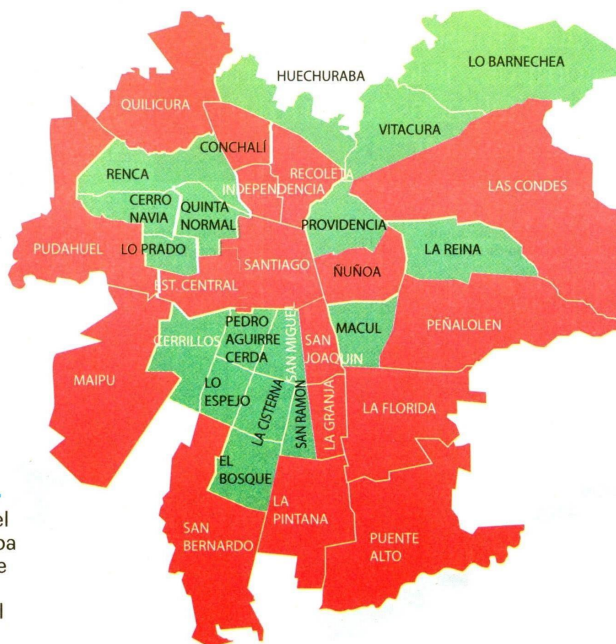 LO BARNECHEA
HUECHURABA
QUILICURA
VITACURA
CONCHALÍ
RECOLETA
RENCA
INDEPENDENCIA
LAS CONDES
CERRO
NAVIA
QUINTA
NORMAL
PROVIDENCIA
PUDAHUEL
LO PRADO
LA REINA
SANTIAGO
ÑUÑOA
EST. CENTRAL
PEDRO
AGUIRRE
CERDA
CERRILLOS
SAN MIGUEL
SAN
JOAQUIN
MACUL
PEÑALOLEN
MAIPU
LO
ESPEJO
LA CISTERNA
SAN RAMON
LA GRANJA
LA FLORIDA
EL
BOSQUE
LA
PINTANA
SAN
BERNARDO
PUENTE
ALTO
el
pa
e
l